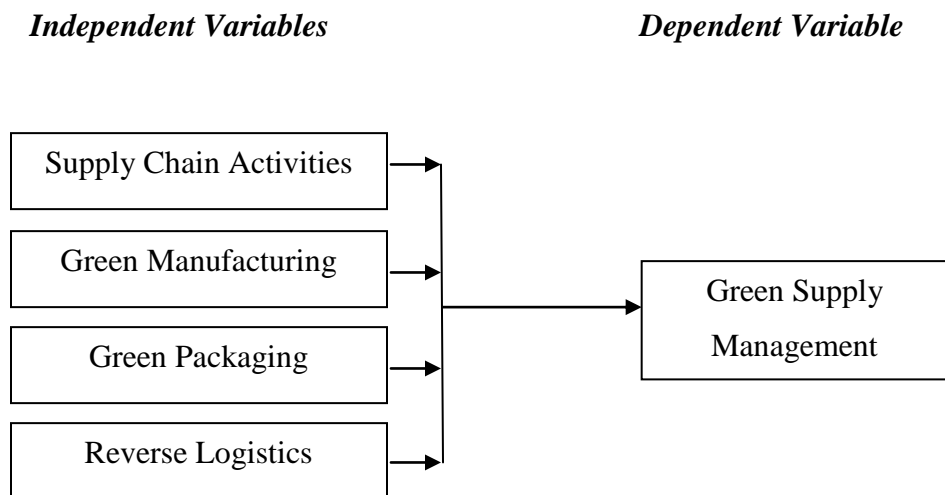 Independent Variables
Dependent Variable
Supply Chain Activities
Green Manufacturing
Green Packaging
Reverse Logistics
Green Supply
Management